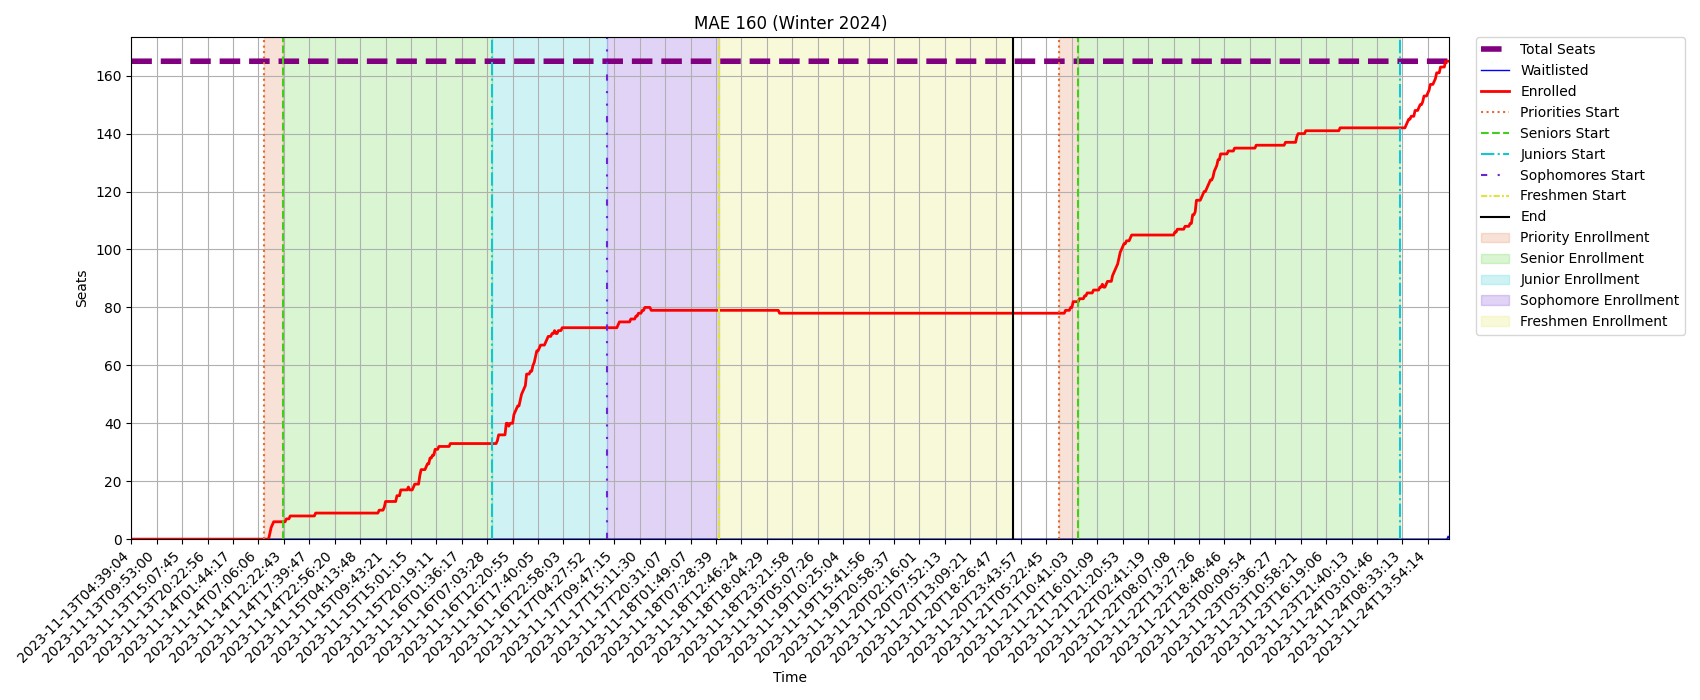 MAE 160 (Winter 2024)
Seats
160
140
120
100
80
60
40
20
0
2023-11-13T04:39:04
2023-11-13T09:53:00
2023-11-13T15:07:45
2023-11-13T20:22:56
2023-11-14T01:44:17
2023-11-14T07:06:06
2023-11-14T12:22:43
2023-11-14T17:39:47
2023-11-14T22:56:20
2023-11-15T04:13:48
2023-11-15T09:43:21
2023-11-15T15:01:15
2023-11-15T20:19:11
2023-11-16T01:36:17
2023-11-16T07:03:28
2023-11-16T12:20:55
2023-11-16T17:40:05
2023-11-16T22:58:03
2023-11-17T04:27:52
2023-11-17T09:47:15
2023-11-17T15:11:30
2023-11-17T20:31:07
2023-11-18T01:49:07
2023-11-18T07:28:39
2023-11-18T12:46:24
2023-11-18T18:04:29
2023-11-18T23:21:58
2023-11-19T05:07:26
2023-11-19T10:25:04
2023-11-19T15:41:56
2023-11-19T20:58:37
2023-11-20T02:16:01
2023-11-20T07:52:13
2023-11-20T13:09:21
2023-11-20T18:26:47
2023-11-20T23:43:57
2023-11-21T05:22:45
2023-11-21T10:41:03
2023-11-21T16:01:09
2023-11-21T21:20:53
2023-11-22T02:41:19
2023-11-22T08:07:08
2023-11-22T13:27:26
2023-11-22T18:48:46
2023-11-23T00:09:54
2023-11-23T05:36:27
2023-11-23T10:58:21
2023-11-23T16:19:06
2023-11-23T21:40:13
2023-11-24T03:01:46
2023-11-24T08:33:13
2023-11-24T13:54:14
Time
Total Seats
Waitlisted
Enrolled
Priorities Start
Seniors Start
Juniors Start
Sophomores Start
Freshmen Start
End
Priority Enrollment
Senior Enrollment
Junior Enrollment
Sophomore Enrollment
Freshmen Enrollment